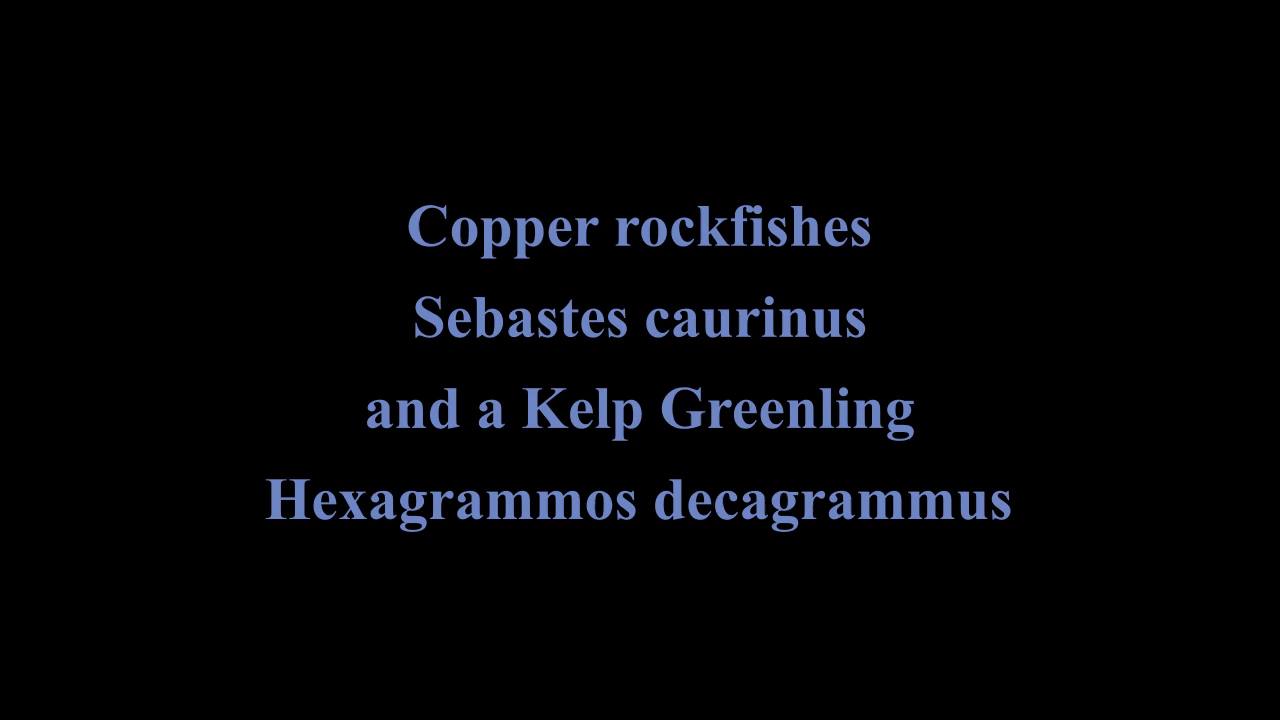 Copper rockfishes
Sebastes caurinus
and a Kelp Greenling
Hexagrammos decagrammus